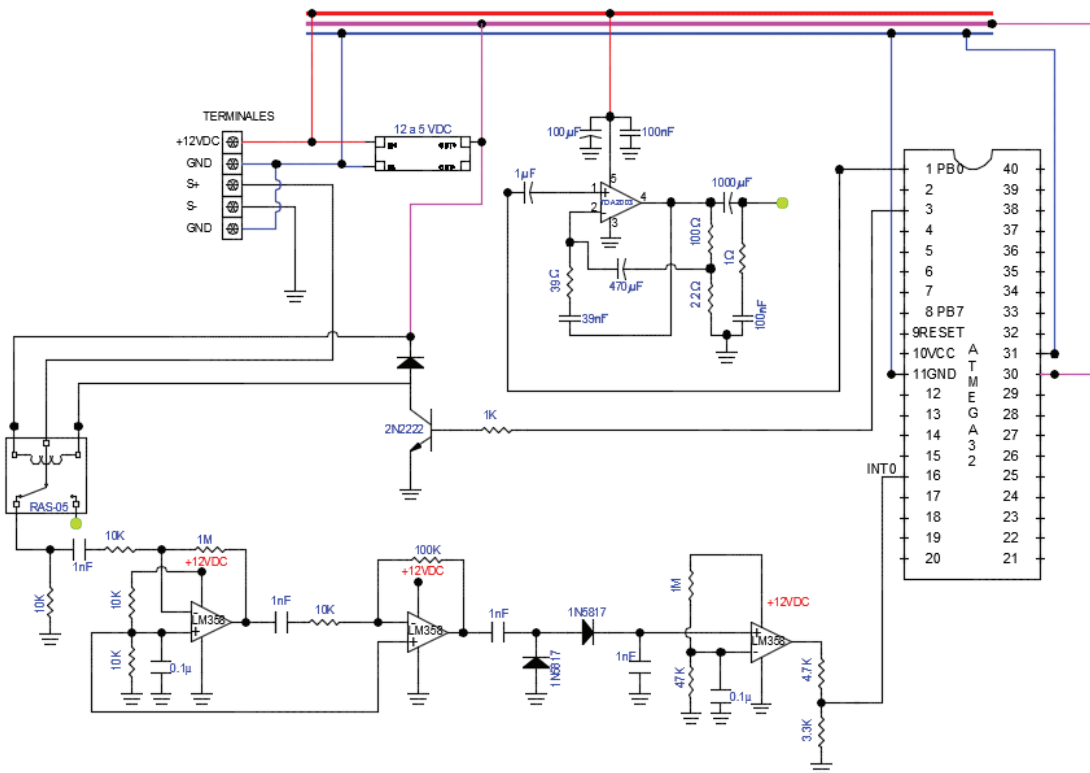 TERMINALES
+12VDC
GND
S+
S-
GND
12 a 5 VDC
100µF
100nF
1µF
1
2
5
4
3
TDA2003
1000µF
100Ω
1Ω
39Ω
470µF
2.2Ω
39nF
100nF
1 PB0
2
3
4
5
6
7
8 PB7
9RESET
10VCC
11GND
12
13
14
15
16
17
18
19
20
40
39
38
37
36
35
34
33
32
31
30
29
28
27
26
25
24
23
22
21
ATMEGA32
INT0
1K
2N2222
RAS-05
1nF
10K
1M
+12VDC
10K
10K
10K
0.1µ
LM358
1nF
10K
100K
+12VDC
LM358
1nF
1N5817
1N5817
1nF
1M
+12VDC
LM358
47K
0.1µ
4.7K
3.3K